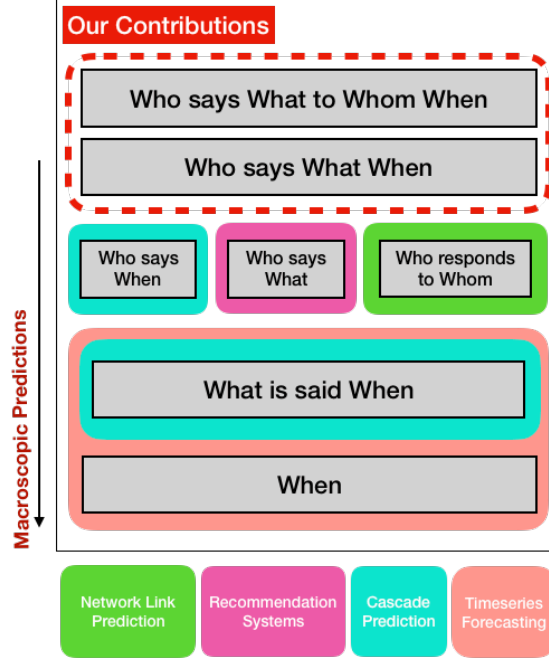 Our Contributions
Who says What to Whom When
Who says What When
Who says
When
Who says
What
Who responds
to Whom
What is said When
When
Macroscopic Predictions
Network Link
Prediction
Recommendation
Systems
Cascade
Prediction
Timeseries
Forecasting